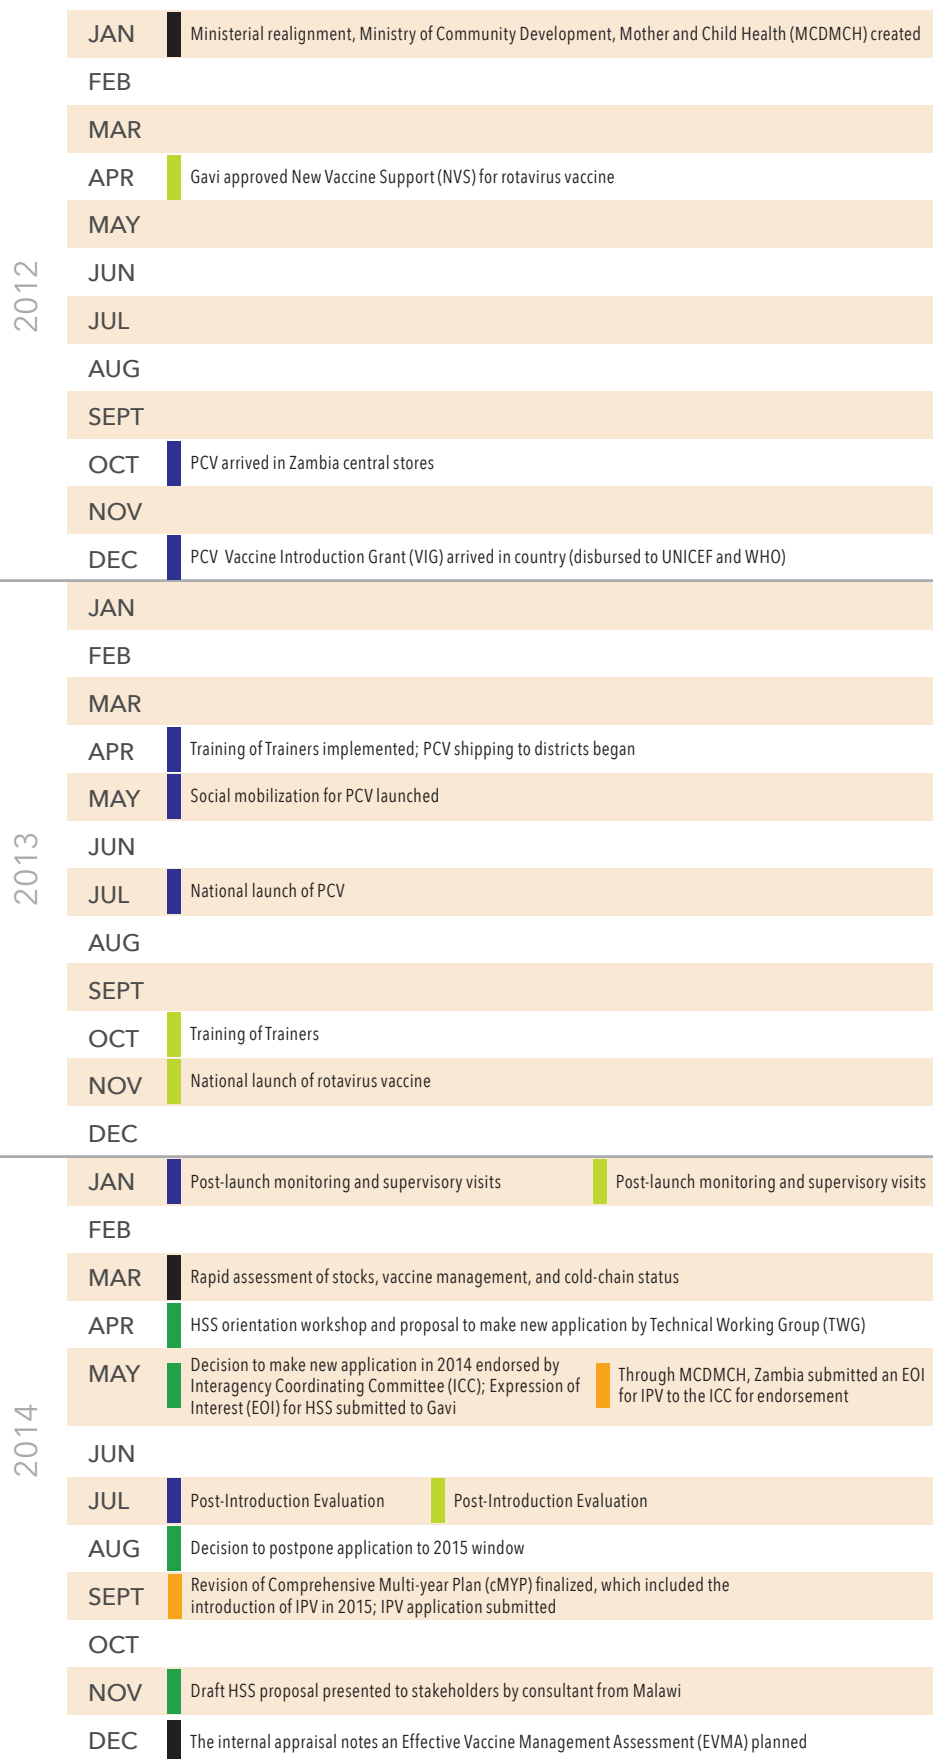 2012
JAN
Ministerial realignment, Ministry of Community Development, Mother and Child Health (MCDMCH) created
FEB
MAR
APR
Gavi approved New Vaccine Support (NVS) for rotavirus vaccine
MAY
JUN
JUL
AUG
SEPT
OCT
PCV arrived in Zambia central stores
NOV
DEC
PCV Vaccine Introduction Grant (VIG) arrived in country (disbursed to UNICEF and WHO)
2013
JAN
FEB
MAR
APR
Training of Trainers implemented; PCV shipping to districts began
MAY
Social mobilization for PCV launched
JUN
JUL
National launch of PCV
AUG
SEPT
OCT
Training of Trainers
NOV
National launch of rotavirus vaccine
DEC
2014
JAN
Post-launch monitoring and supervisory visits
Post-launch monitoring and supervisory visits
FEB
MAR
Rapid assessment of stocks, vaccine management, and cold-chain status
APR
HSS orientation workshop and proposal to make new application by Technical Working Group (TWG)
MAY
Decision to make new application in 2014 endorsed by
Interagency Coordinating Committee (ICC); Expression of
Interest (EOI) for HSS submitted to Gavi
Through MCDMCH, Zambia submitted an EOI
for IPV to the ICC for endorsement
JUN
JUL
Post-Introduction Evaluation
Post-Introduction Evaluation
AUG
Decision to postpone application to 2015 window
SEPT
Revision of Comprehensive Multi-year Plan (cMYP) finalized, which included the
introduction of IPV in 2015; IPV application submitted
OCT
NOV
Draft HSS proposal presented to stakeholders by consultant from Malawi
DEC
The internal appraisal notes an Effective Vaccine Management Assessment (EVMA) planned